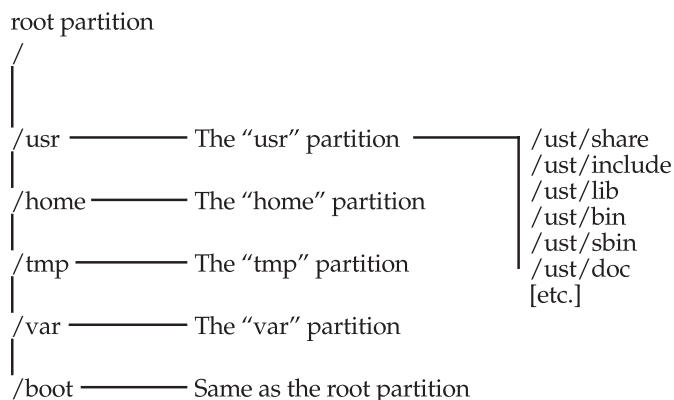 root partition
/
/usr The “usr” partition
/home The “home” partition
/tmp The “tmp” partition
/var The “var” partition
/boot Same as the root partition
/ust/share
/ust/include
/ust/lib
/ust/bin
/ust/sbin
/ust/doc
[etc.]